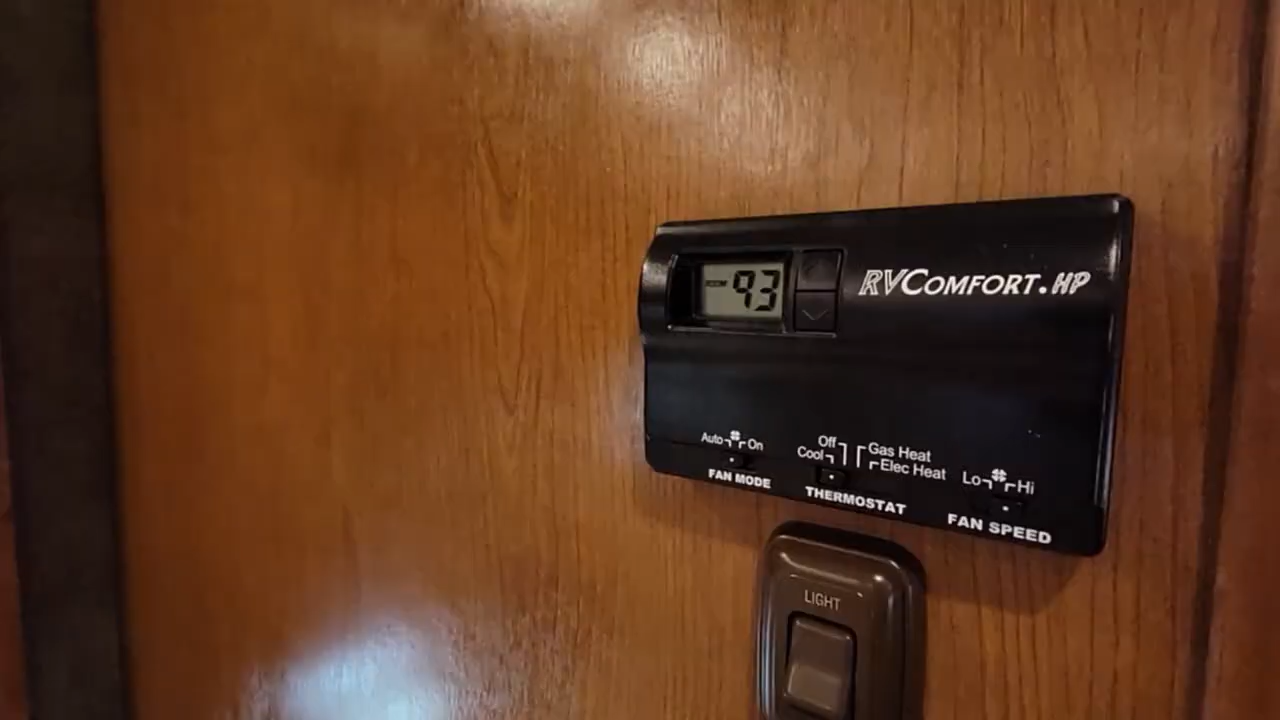 ROOM 93
RVCOMFORT.HP
Auto On
FAN MODE
Off
Cool
Gas Heat
Elec Heat
THERMOSTAT
Lo Hi
FAN SPEED
LIGHT